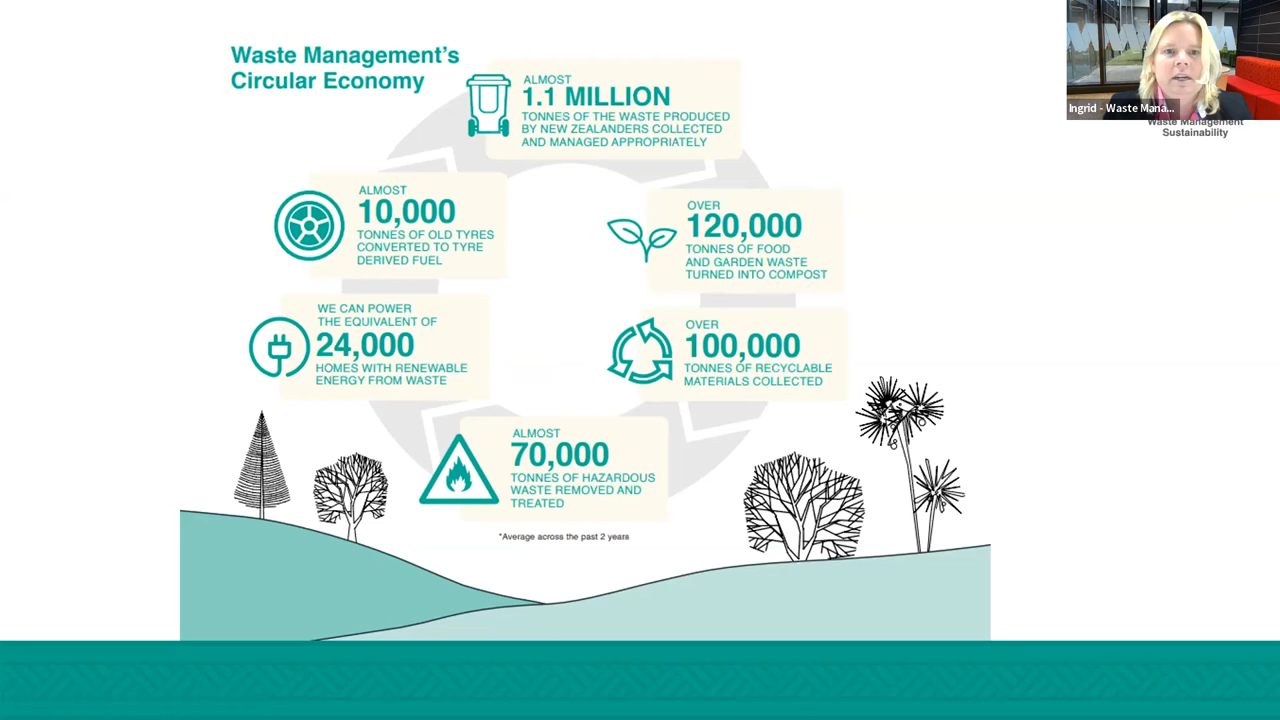 Waste Management's
Circular Economy
ALMOST
1.1 MILLION
TONNES OF THE WASTE PRODUCED
BY NEW ZEALANDERS COLLECTED
AND MANAGED APPROPRIATELY
ALMOST
10,000
TONNES OF OLD TYRES
CONVERTED TO TYRE
DERIVED FUEL
OVER
120,000
TONNES OF FOOD
AND GARDEN WASTE
TURNED INTO COMPOST
WE CAN POWER
THE EQUIVALENT OF
24,000
HOMES WITH RENEWABLE
ENERGY FROM WASTE
OVER
100,000
TONNES OF RECYCLABLE
MATERIALS COLLECTED
ALMOST
70,000
TONNES OF HAZARDOUS
WASTE REMOVED AND
TREATED
*Average across the past 2 years
Ingrid - Waste Mana...
Waste Management
Sustainability